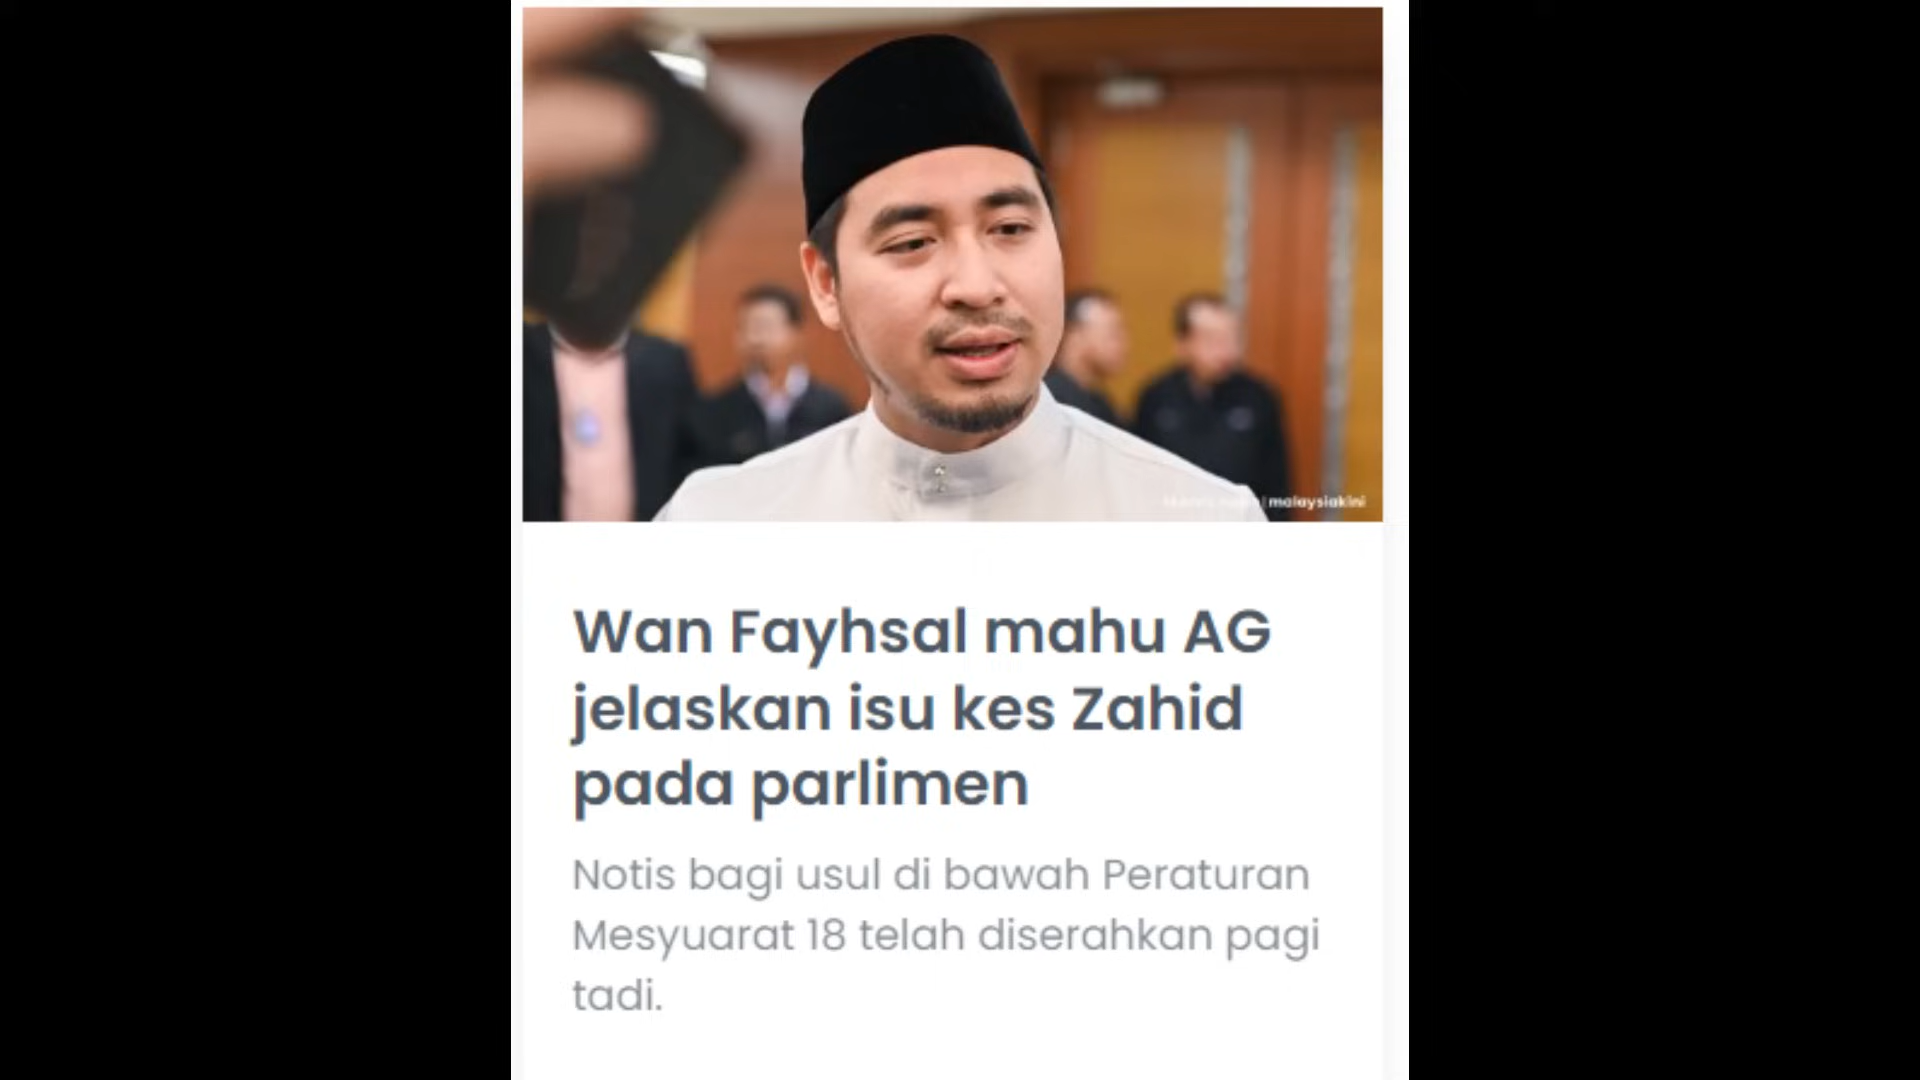 malaysiakini
Wan Fayhsal mahu AG
jelaskan isu kes Zahid
pada parlimen
Notis bagi usul di bawah Peraturan
Mesyuarat 18 telah diserahkan pagi
tadi.